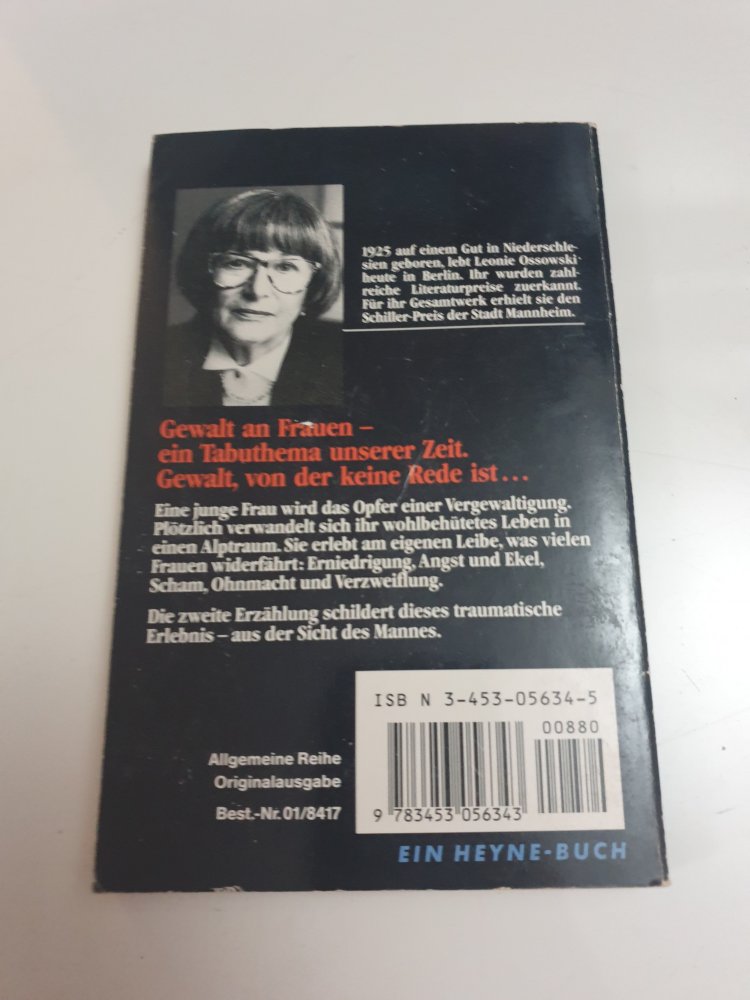 1925 auf einem Gut in Niederschle-
sien geboren, lebt Leonie Ossowski
heute in Berlin. Ihr wurden zahl-
reiche Literaturpreise zuerkannt.
Für ihr Gesamtwerk erhielt sie den
Schiller-Preis der Stadt Mannheim.
Gewalt an Frauen –
ein Tabuthema unserer Zeit.
Gewalt, von der keine Rede ist...
Eine junge Frau wird das Opfer einer Vergewaltigung.
Plötzlich verwandelt sich ihr wohlbehütetes Leben in
einen Alptraum. Sie erlebt am eigenen Leibe, was vielen
Frauen widerfährt: Erniedrigung, Angst und Ekel,
Scham, Ohnmacht und Verzweiflung.
Die zweite Erzählung schildert dieses traumatische
Erlebnis – aus der Sicht des Mannes.
ISB N 3-453-05634-5
00880
9 783453 056343
Allgemeine Reihe
Originalausgabe
Best.-Nr. 01/8417
EIN HEYNE-BUCH